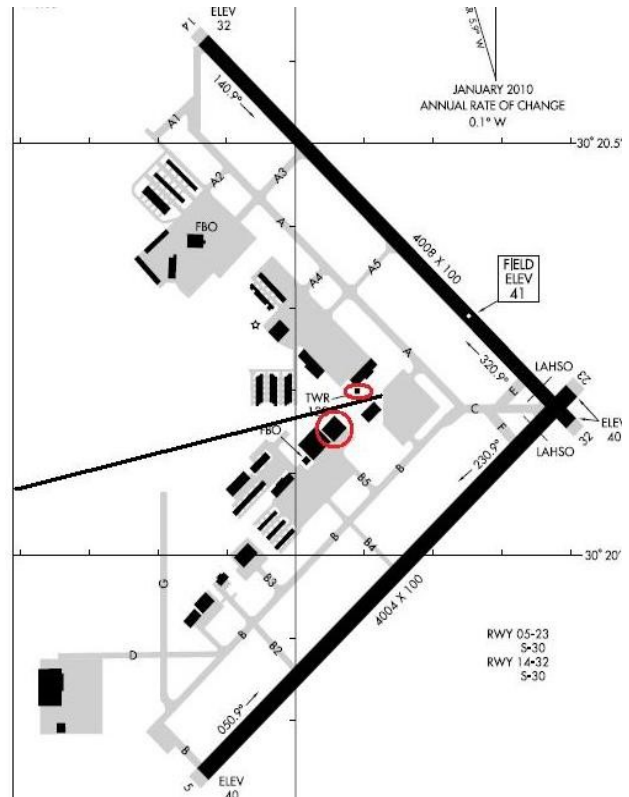 ELEV
32
14
140.9°
JANUARY 2010
ANNUAL RATE OF CHANGE
0.1° W
30° 20.5'
A1
A2
A3
FBO
A
4008 X 100
A5
A4
FIELD
ELEV
41
320.9°
A
LAHSO
23
E
TWR
C
F
ELEV
40
32
LAHSO
FBO
230.9°
B
B5
B
B4
30° 20'
B3
G
4004 X 100
B
B2
D
RWY 05-23
S-30
RWY 14-32
S-30
050.9°
B
5
ELEV
40